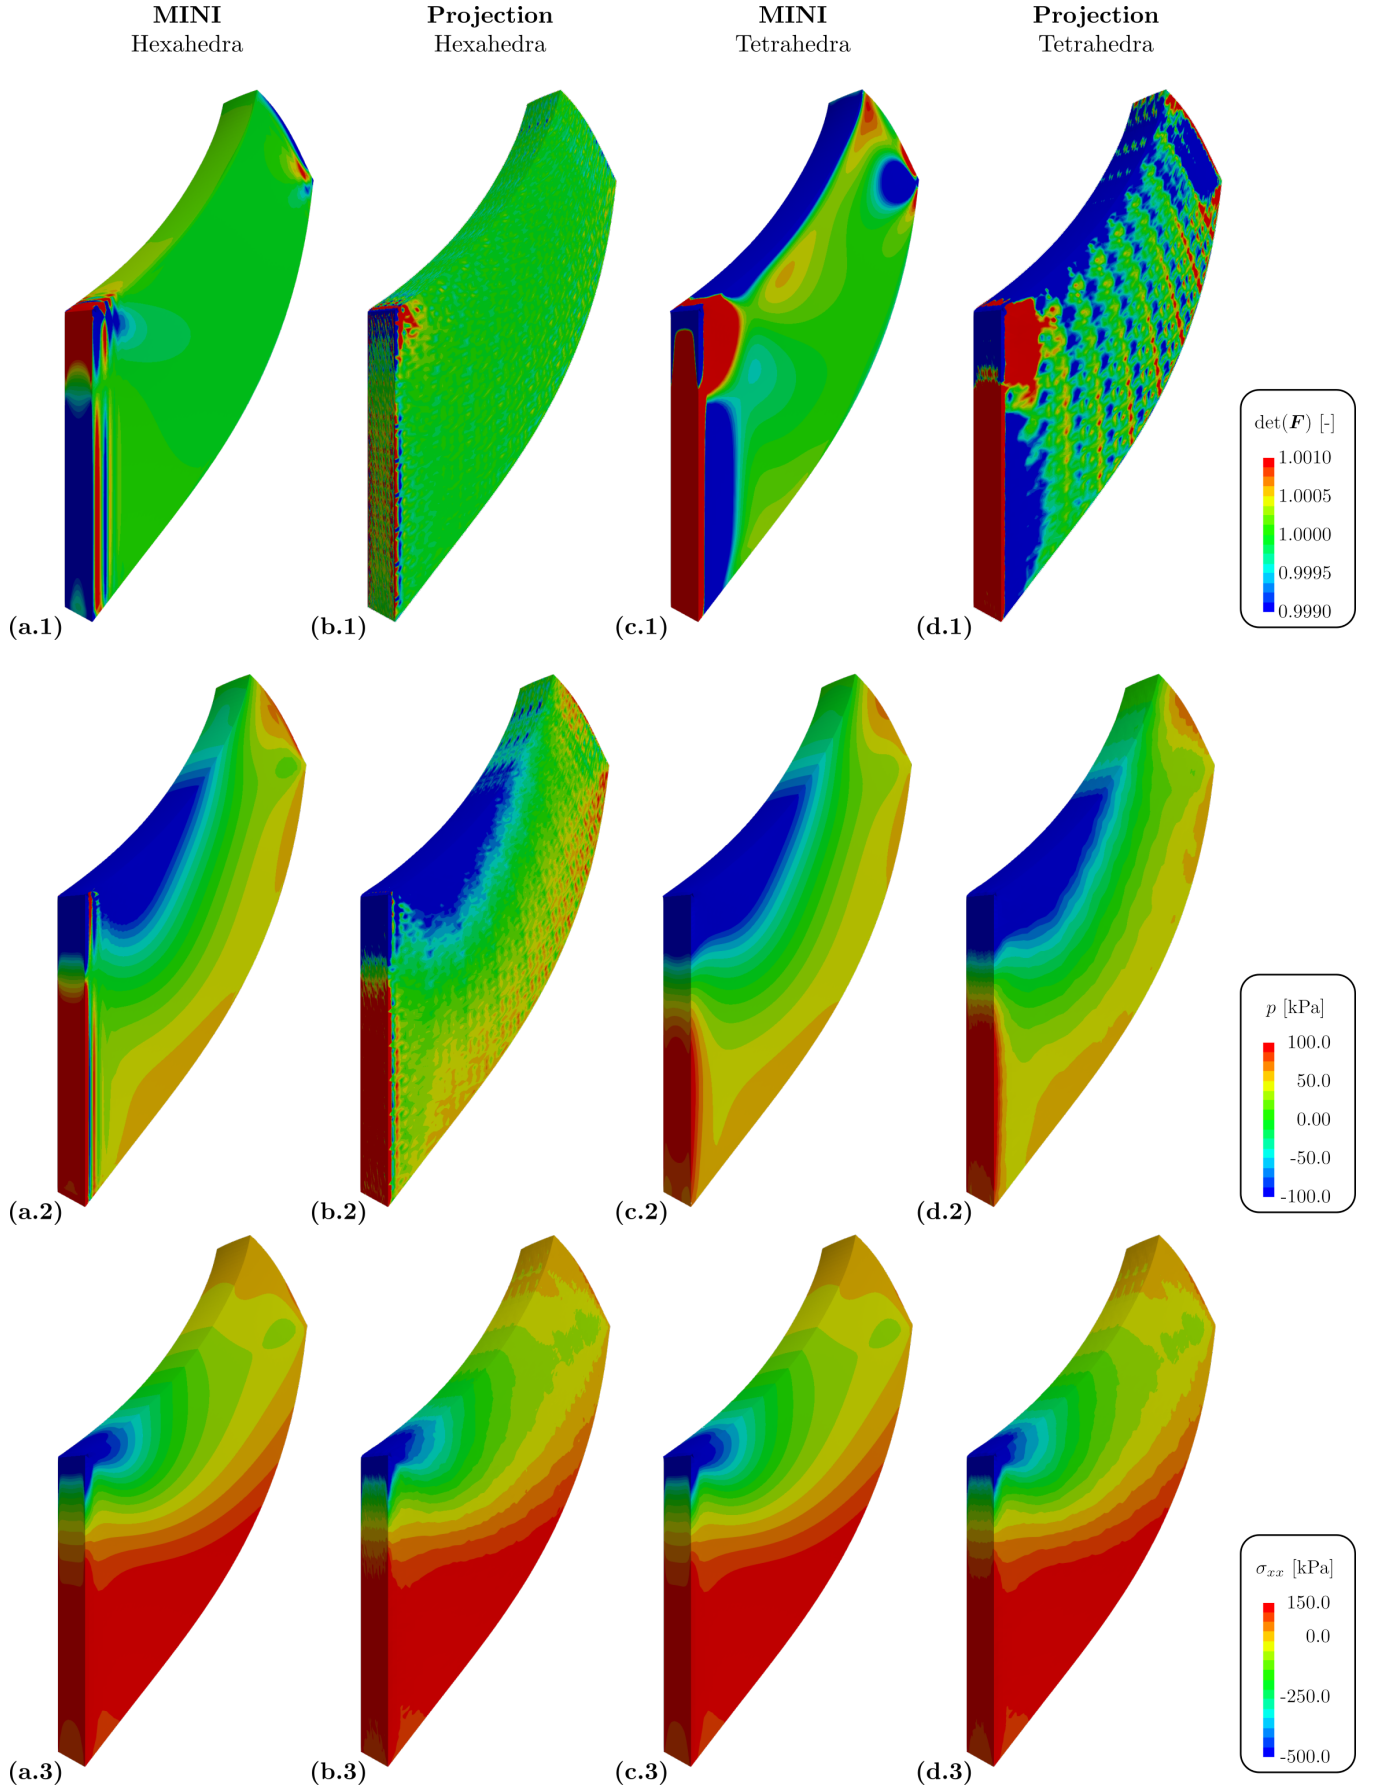 MINI Projection MINI Projection
Hexahedra Hexahedra Tetrahedra Tetrahedra
det(F) [-]
1.0010
1.0005
1.0000
0.9995
0.9990
(a.1) (b.1) (c.1) (d.1)
p [kPa]
100.0
50.0
0.00
-50.0
-100.0
(a.2) (b.2) (c.2) (d.2)
σxx [kPa]
150.0
0.0
-250.0
-500.0
(a.3) (b.3) (c.3) (d.3)